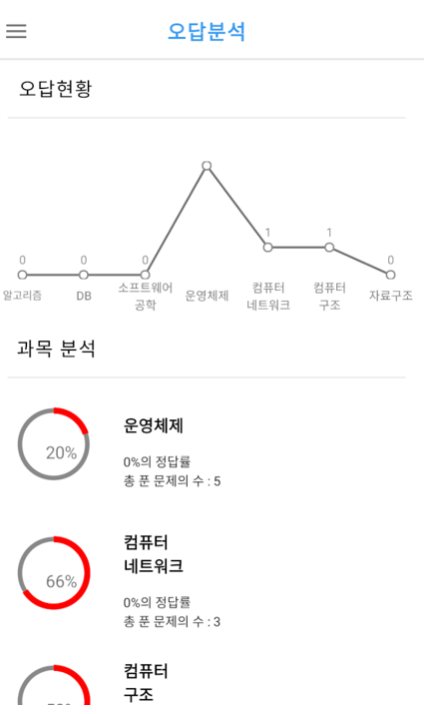 오답분석
오답현황
0
0
0
1
1
0
알고리즘
DB
소프트웨어
공학
운영체제
컴퓨터
네트워크
컴퓨터
구조
자료구조
과목 분석
20%
운영체제
0%의 정답률
총 푼 문제의 수 : 5
66%
컴퓨터
네트워크
0%의 정답률
총 푼 문제의 수 : 3
컴퓨터
구조